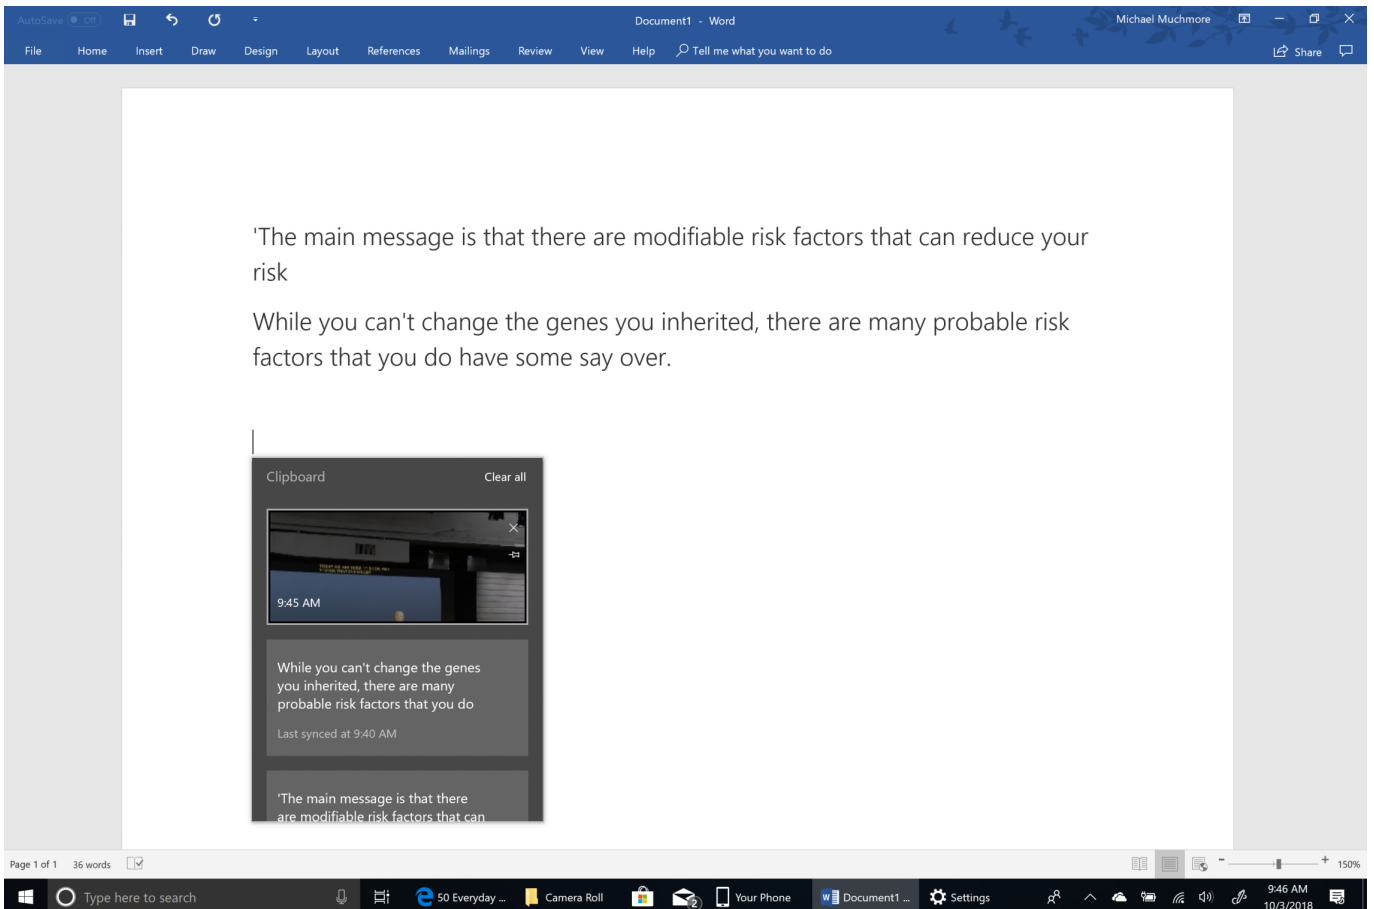 AutoSave Off
Document1 - Word
Michael Muchmore
File Home Insert Draw Design Layout References Mailings Review View Help Tell me what you want to do
Share
'The main message is that there are modifiable risk factors that can reduce your
risk
While you can't change the genes you inherited, there are many probable risk
factors that you do have some say over.
Clipboard Clear all
9:45 AM
While you can't change the genes
you inherited, there are many
probable risk factors that you do
Last synced at 9:40 AM
'The main message is that there
are modifiable risk factors that can
Page 1 of 1 36 words
150%
Type here to search
50 Everyday ...
Camera Roll
2
Your Phone
Document1 ...
Settings
9:46 AM
10/3/2018